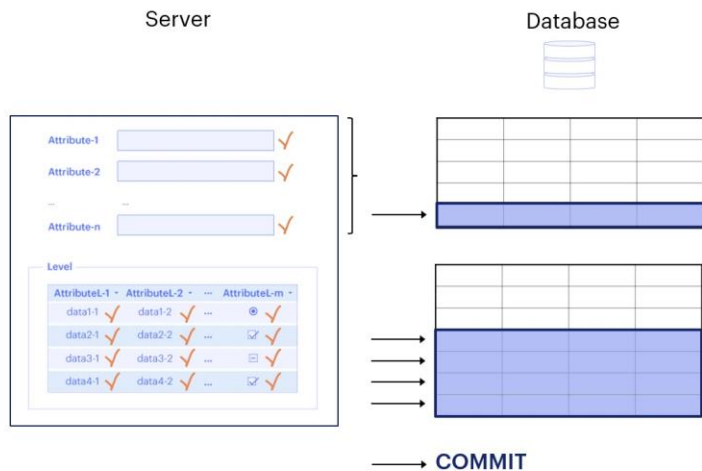 Server
Database
Attribute-1
Attribute-2
... ...
Attribute-n
Level
AttributeL-1 AttributeL-2 ... AttributeL-m
data1-1 data1-2 ...
data2-1 data2-2 ...
data3-1 data3-2 ...
data4-1 data4-2 ...
COMMIT